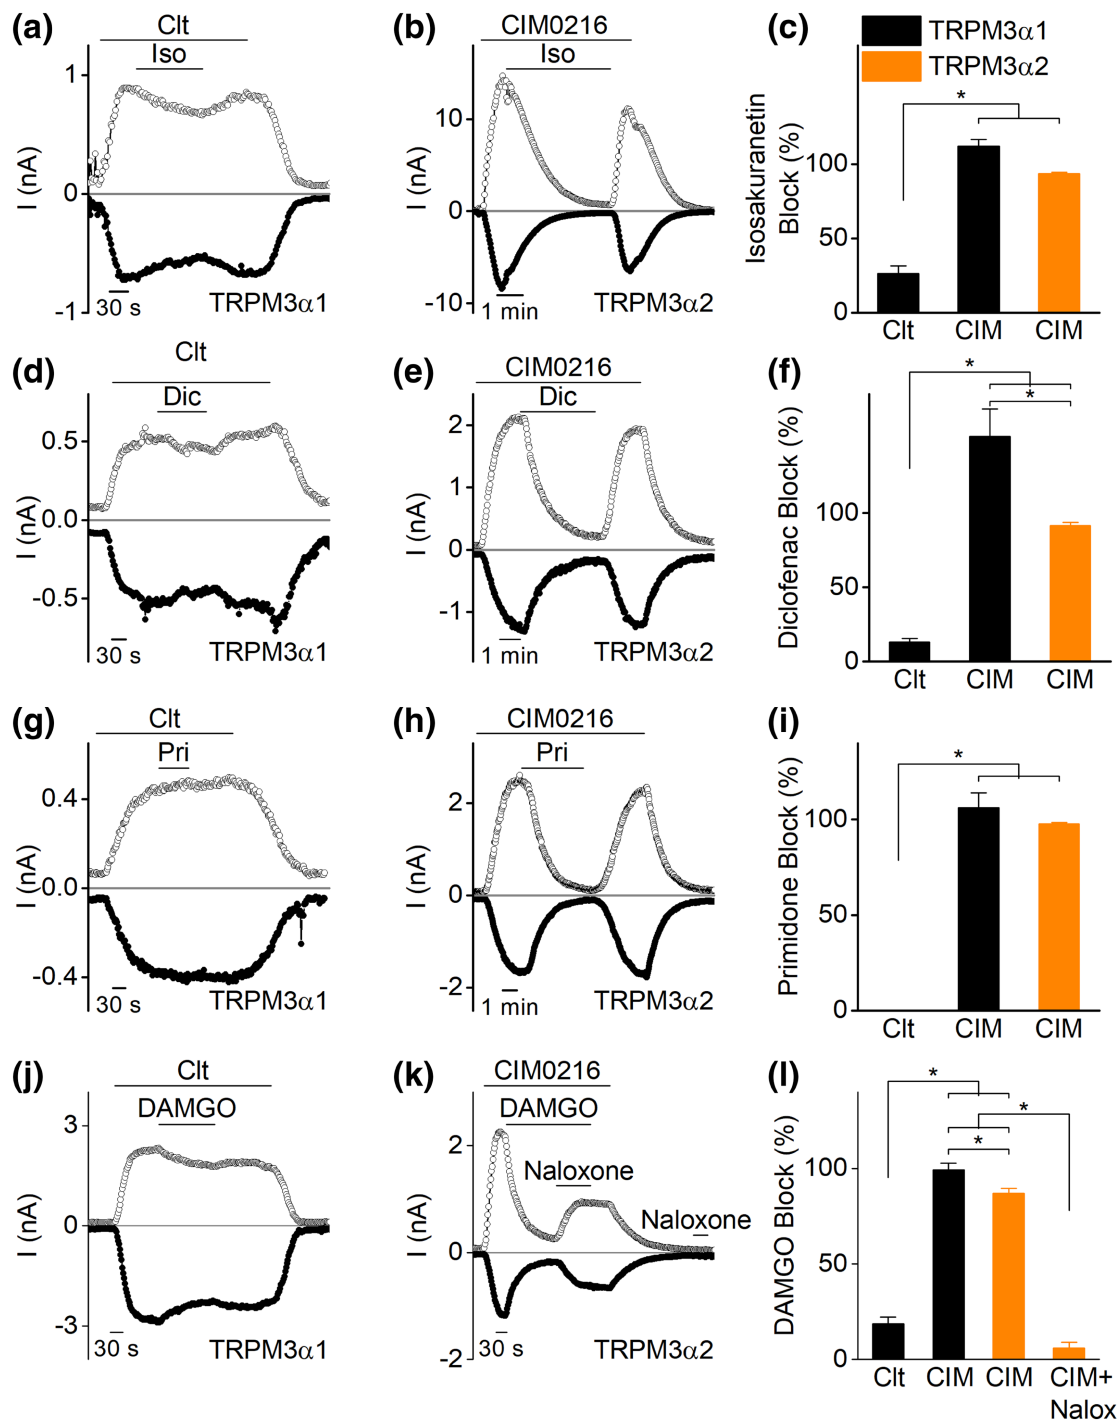 (a)
Clt
Iso
1
0
-1
I (nA)
30 s
TRPM3α1
(b)
CIM0216
Iso
10
0
-10
I (nA)
1 min
TRPM3α2
(c)
TRPM3α1
TRPM3α2
*
Isosakuranetin
Block (%)
100
50
0
Clt CIM CIM
(d)
Clt
Dic
0.5
0.0
-0.5
I (nA)
30 s
TRPM3α1
(e)
CIM0216
Dic
2
1
0
-1
I (nA)
1 min
TRPM3α2
(f)
*
*
Diclofenac Block (%)
100
50
0
Clt CIM CIM
(g)
Clt
Pri
0.4
0.0
-0.4
I (nA)
30 s
TRPM3α1
(h)
CIM0216
Pri
2
0
-2
I (nA)
1 min
TRPM3α2
(i)
*
Primidone Block (%)
100
50
0
Clt CIM CIM
(j)
Clt
DAMGO
3
0
-3
I (nA)
30 s
TRPM3α1
(k)
CIM0216
DAMGO
Naloxone
Naloxone
2
0
-2
I (nA)
30 s
TRPM3α2
(l)
*
*
*
DAMGO Block (%)
100
50
0
Clt CIM CIM CIM+
Nalox